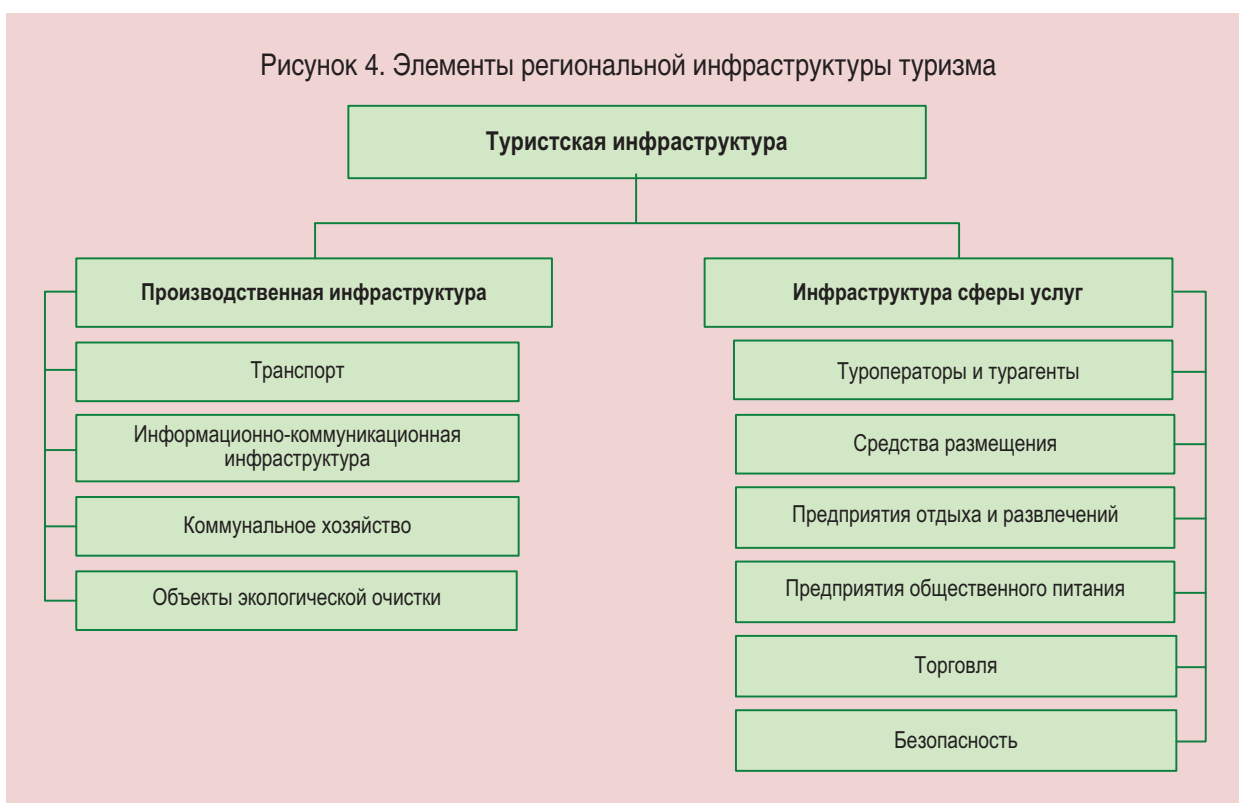 Рисунок 4. Элементы региональной инфраструктуры туризма
Туристская инфраструктура
Производственная инфраструктура
Транспорт
Информационно-коммуникационная
инфраструктура
Коммунальное хозяйство
Объекты экологической очистки
Инфраструктура сферы услуг
Туроператоры и турагенты
Средства размещения
Предприятия отдыха и развлечений
Предприятия общественного питания
Торговля
Безопасность